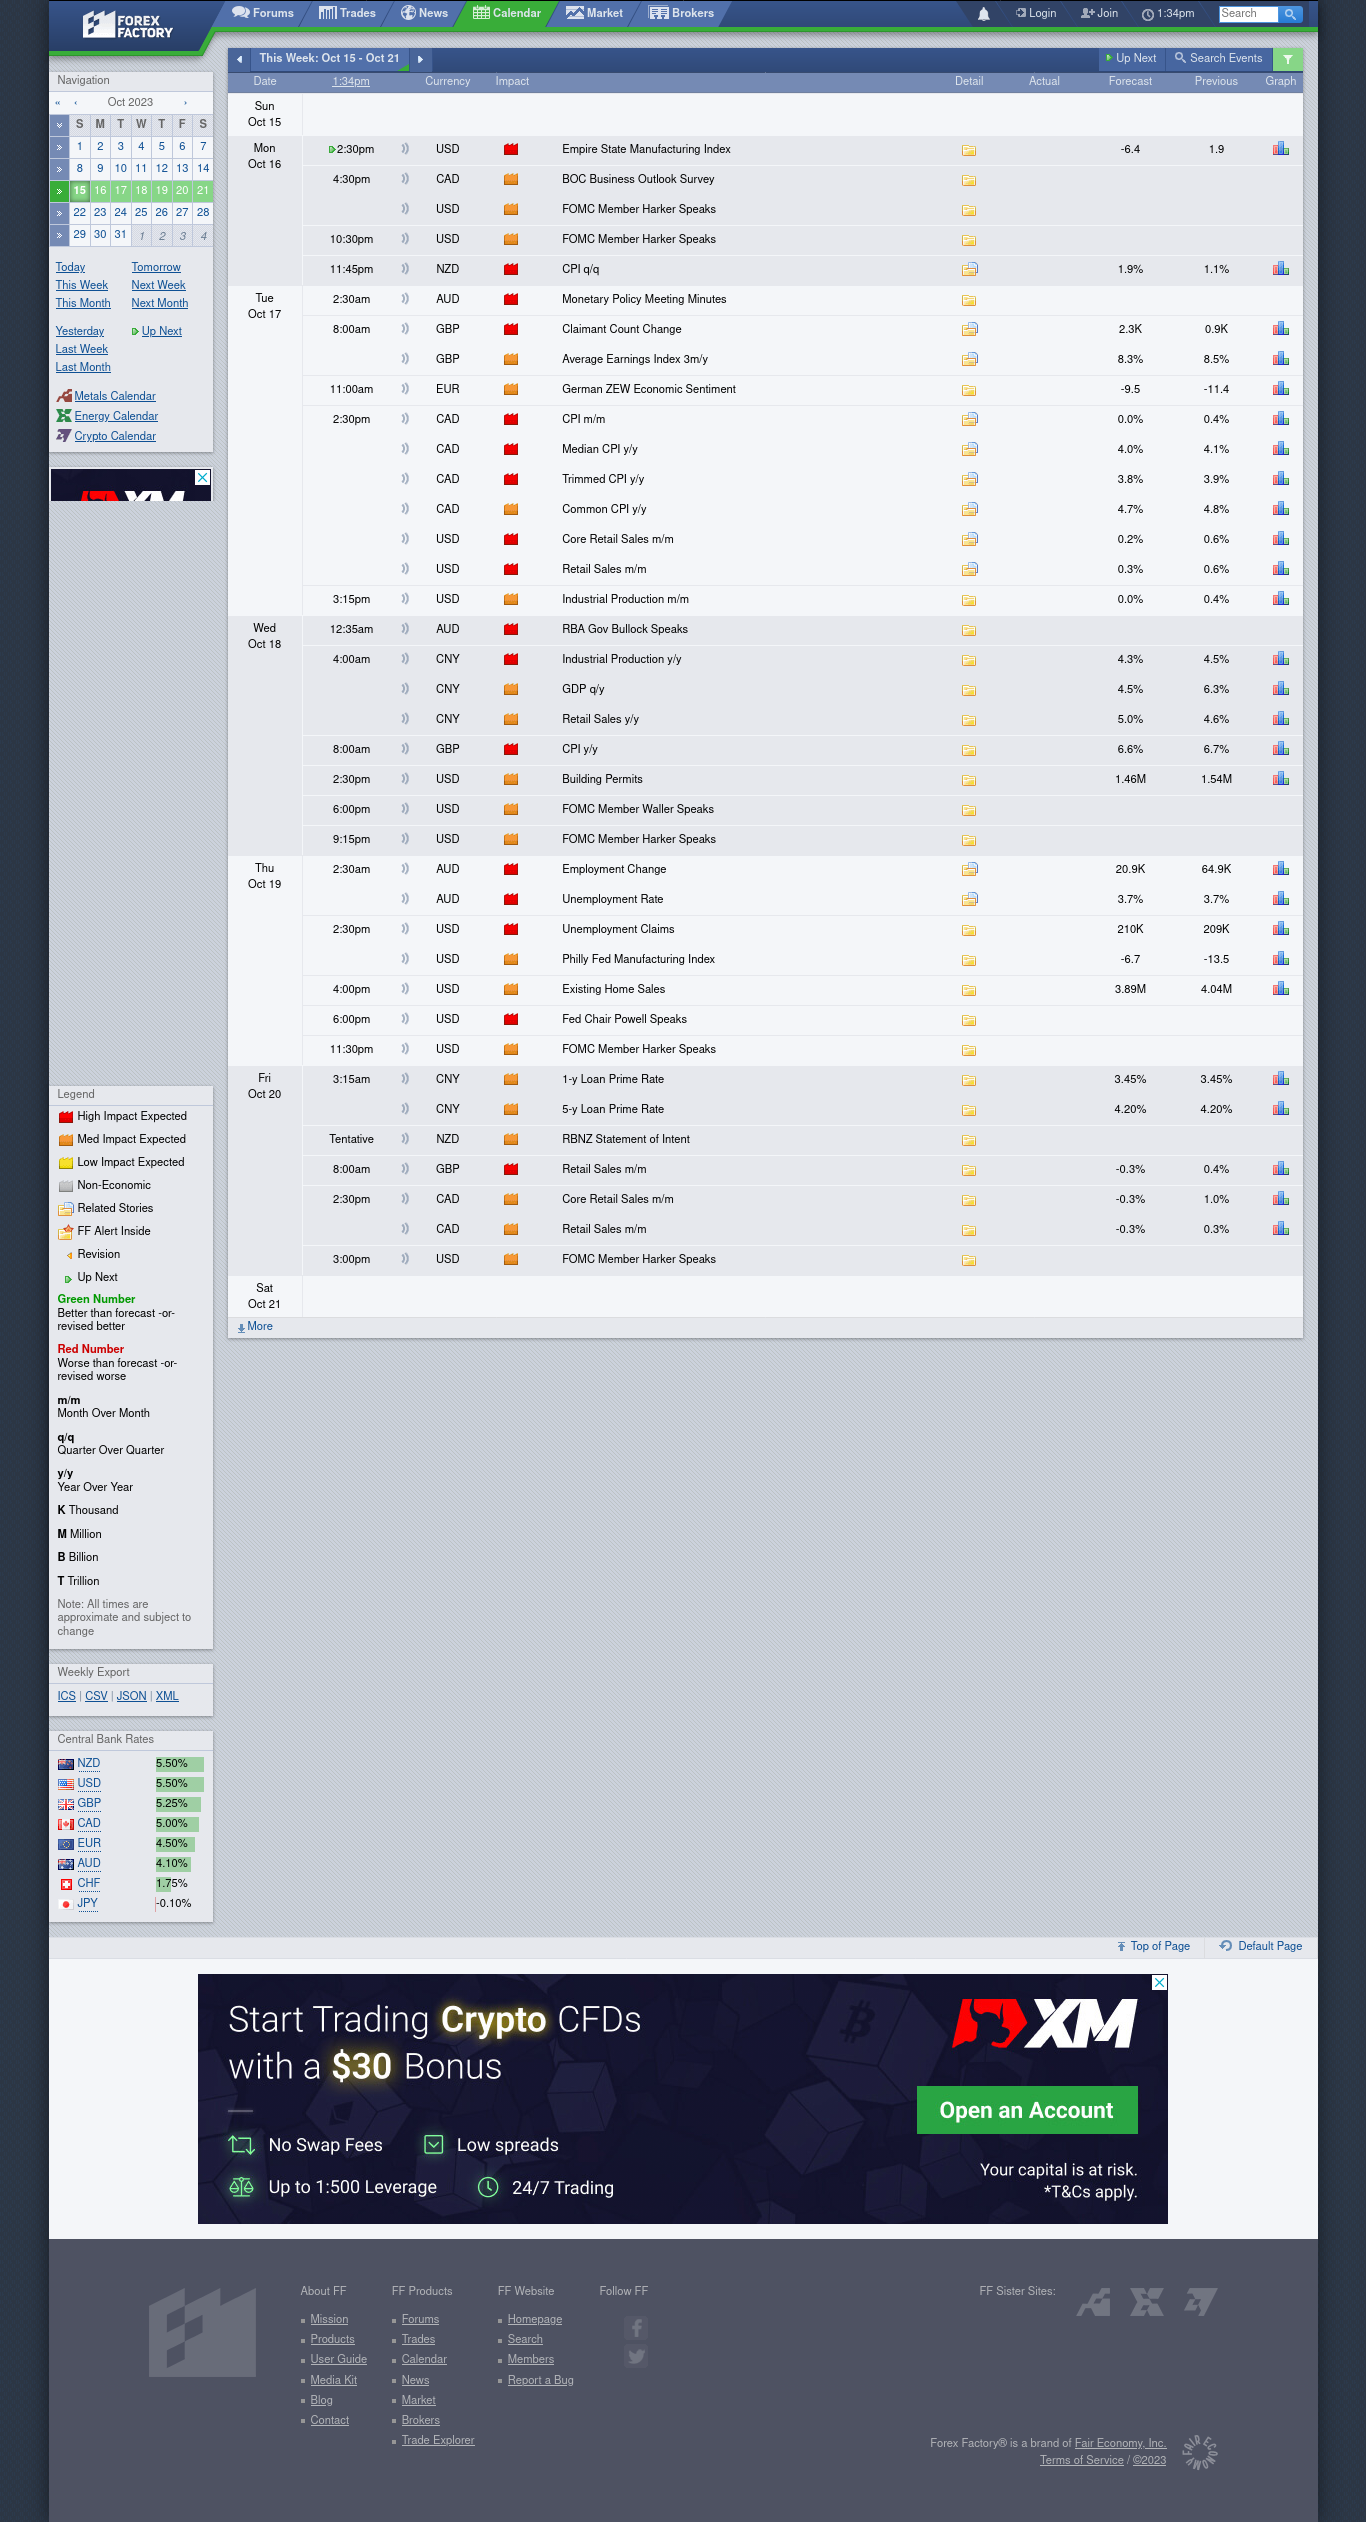 FOREX FACTORY
Forums Trades News Calendar Market Brokers Login Join 1:34pm Search
Navigation
« ‹ Oct 2023 ›
S M T W T F S
1 2 3 4 5 6 7
8 9 10 11 12 13 14
15 16 17 18 19 20 21
22 23 24 25 26 27 28
29 30 31 1 2 3 4
Today Tomorrow
This Week Next Week
This Month Next Month
Yesterday Up Next
Last Week
Last Month
Metals Calendar
Energy Calendar
Crypto Calendar
XM
This Week: Oct 15 - Oct 21 Up Next Search Events
Date 1:34pm Currency Impact Detail Actual Forecast Previous Graph
Sun
Oct 15
Mon
Oct 16
2:30pm USD Empire State Manufacturing Index -6.4 1.9
4:30pm CAD BOC Business Outlook Survey
USD FOMC Member Harker Speaks
10:30pm USD FOMC Member Harker Speaks
11:45pm NZD CPI q/q 1.9% 1.1%
Tue
Oct 17
2:30am AUD Monetary Policy Meeting Minutes
8:00am GBP Claimant Count Change 2.3K 0.9K
GBP Average Earnings Index 3m/y 8.3% 8.5%
11:00am EUR German ZEW Economic Sentiment -9.5 -11.4
2:30pm CAD CPI m/m 0.0% 0.4%
CAD Median CPI y/y 4.0% 4.1%
CAD Trimmed CPI y/y 3.8% 3.9%
CAD Common CPI y/y 4.7% 4.8%
USD Core Retail Sales m/m 0.2% 0.6%
USD Retail Sales m/m 0.3% 0.6%
3:15pm USD Industrial Production m/m 0.0% 0.4%
Wed
Oct 18
12:35am AUD RBA Gov Bullock Speaks
4:00am CNY Industrial Production y/y 4.3% 4.5%
CNY GDP q/y 4.5% 6.3%
CNY Retail Sales y/y 5.0% 4.6%
8:00am GBP CPI y/y 6.6% 6.7%
2:30pm USD Building Permits 1.46M 1.54M
6:00pm USD FOMC Member Waller Speaks
9:15pm USD FOMC Member Harker Speaks
Thu
Oct 19
2:30am AUD Employment Change 20.9K 64.9K
AUD Unemployment Rate 3.7% 3.7%
2:30pm USD Unemployment Claims 210K 209K
USD Philly Fed Manufacturing Index -6.7 -13.5
4:00pm USD Existing Home Sales 3.89M 4.04M
6:00pm USD Fed Chair Powell Speaks
11:30pm USD FOMC Member Harker Speaks
Fri
Oct 20
3:15am CNY 1-y Loan Prime Rate 3.45% 3.45%
CNY 5-y Loan Prime Rate 4.20% 4.20%
Tentative NZD RBNZ Statement of Intent
8:00am GBP Retail Sales m/m -0.3% 0.4%
2:30pm CAD Core Retail Sales m/m -0.3% 1.0%
CAD Retail Sales m/m -0.3% 0.3%
3:00pm USD FOMC Member Harker Speaks
Sat
Oct 21
More
Legend
High Impact Expected
Med Impact Expected
Low Impact Expected
Non-Economic
Related Stories
FF Alert Inside
Revision
Up Next
Green Number
Better than forecast -or-
revised better
Red Number
Worse than forecast -or-
revised worse
m/m
Month Over Month
q/q
Quarter Over Quarter
y/y
Year Over Year
K Thousand
M Million
B Billion
T Trillion
Note: All times are
approximate and subject to
change
Weekly Export
ICS | CSV | JSON | XML
Central Bank Rates
NZD 5.50%
USD 5.50%
GBP 5.25%
CAD 5.00%
EUR 4.50%
AUD 4.10%
CHF 1.75%
JPY -0.10%
Top of Page Default Page
Start Trading Crypto CFDs
with a $30 Bonus
No Swap Fees Low spreads
Up to 1:500 Leverage 24/7 Trading
XM
Open an Account
Your capital is at risk.
*T&Cs apply.
About FF
Mission
Products
User Guide
Media Kit
Blog
Contact
FF Products
Forums
Trades
Calendar
News
Market
Brokers
Trade Explorer
FF Website
Homepage
Search
Members
Report a Bug
Follow FF
FF Sister Sites:
Forex Factory® is a brand of Fair Economy, Inc.
Terms of Service / ©2023
FAIR ECONOMY